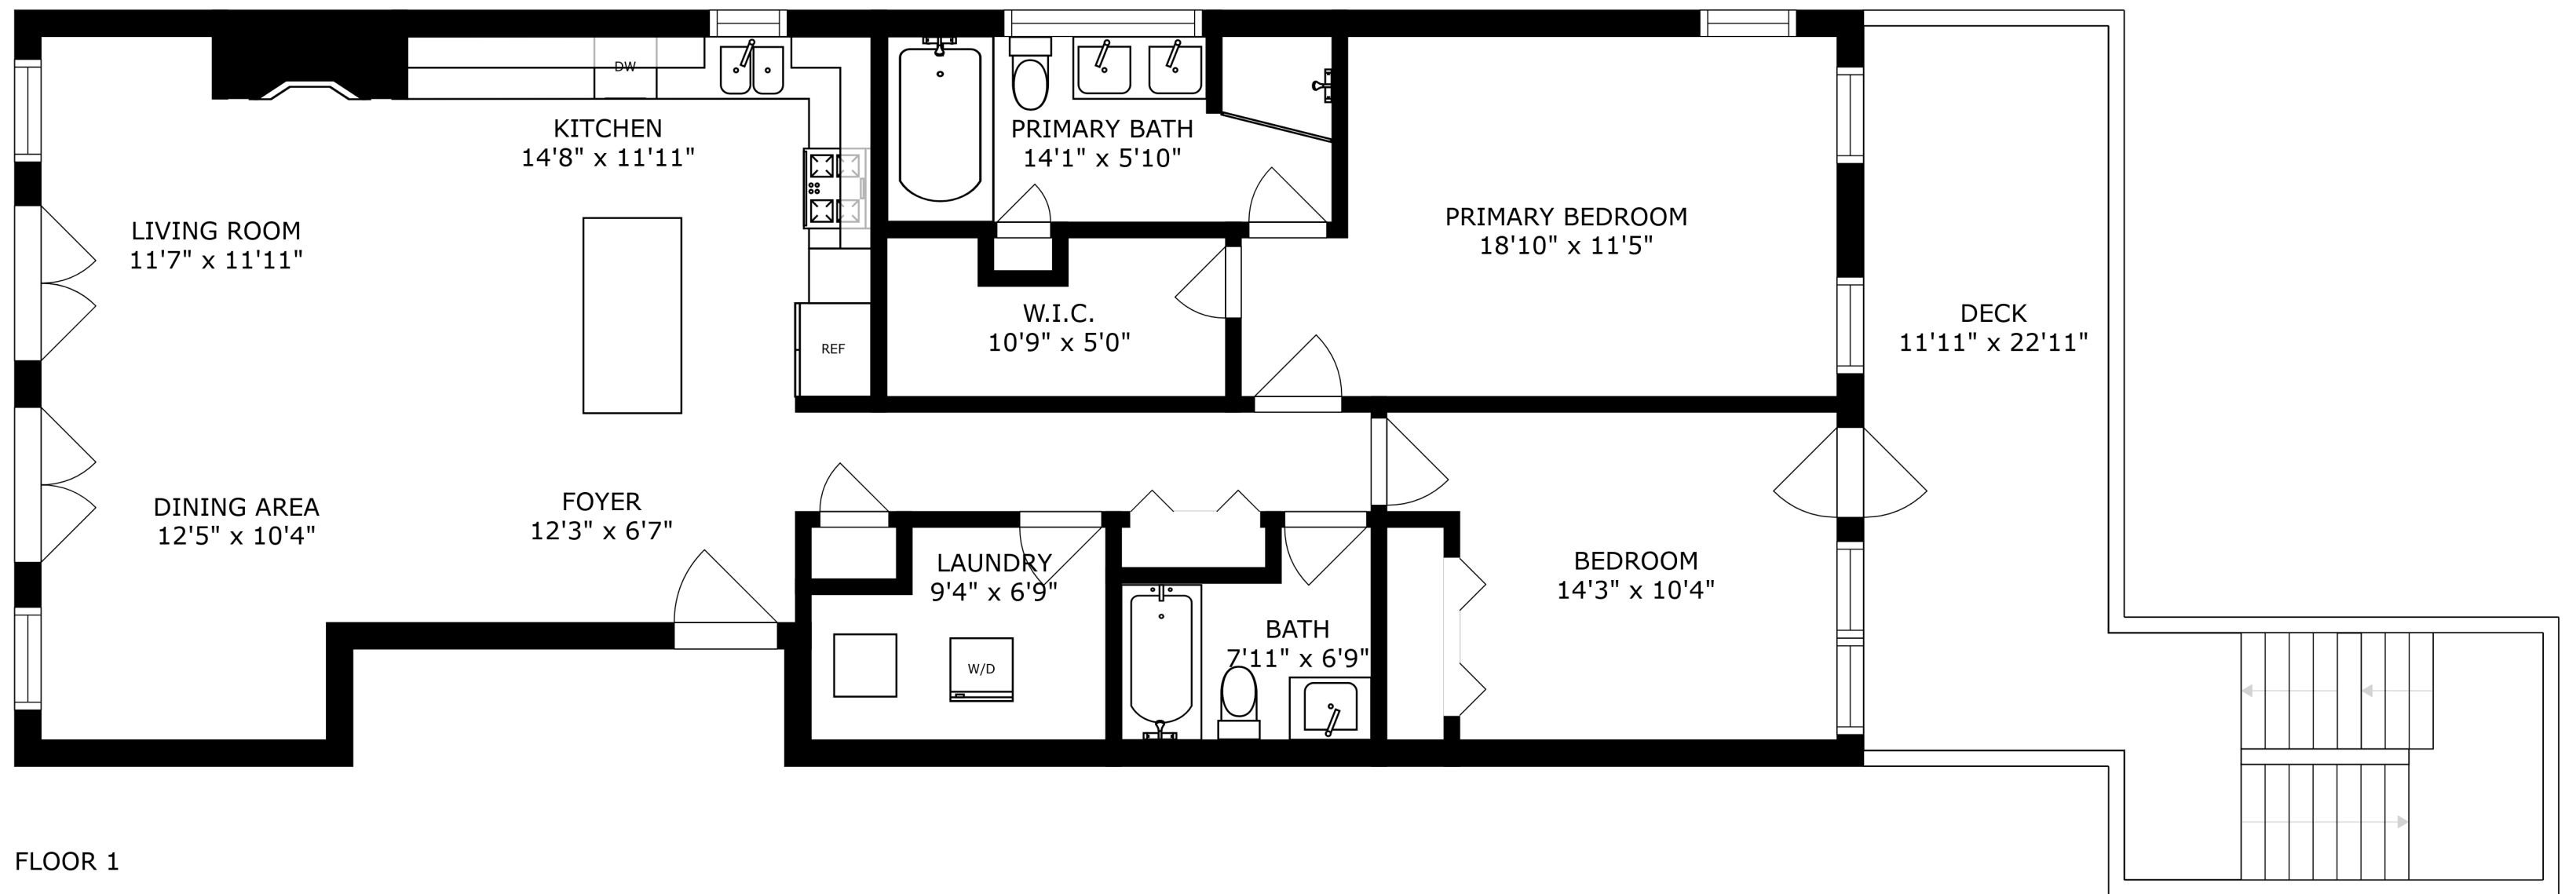 DW
KITCHEN
14'8" x 11'11"
PRIMARY BATH
14'1" x 5'10"
LIVING ROOM
11'7" x 11'11"
PRIMARY BEDROOM
18'10" x 11'5"
W.I.C.
10'9" x 5'0"
DECK
11'11" x 22'11"
REF
DINING AREA
12'5" x 10'4"
FOYER
12'3" x 6'7"
LAUNDRY
9'4" x 6'9"
BEDROOM
14'3" x 10'4"
BATH
7'11" x 6'9"
W/D
FLOOR 1